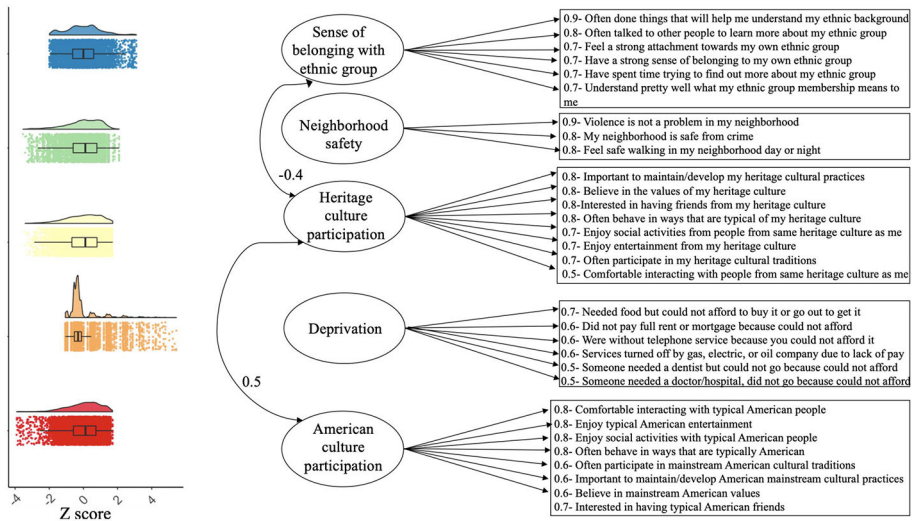 Sense of
belonging with
ethnic group
0.9- Often done things that will help me understand my ethnic background
0.8- Often talked to other people to learn more about my ethnic group
0.7- Feel a strong attachment towards my own ethnic group
0.7- Have a strong sense of belonging to my own ethnic group
0.7- Have spent time trying to find out more about my ethnic group
0.7- Understand pretty well what my ethnic group membership means to
me
Neighborhood
safety
0.9- Violence is not a problem in my neighborhood
0.8- My neighborhood is safe from crime
0.8- Feel safe walking in my neighborhood day or night
-0.4
Heritage
culture
participation
0.8- Important to maintain/develop my heritage cultural practices
0.8- Believe in the values of my heritage culture
0.8-Interested in having friends from my heritage culture
0.8- Often behave in ways that are typical of my heritage culture
0.7- Enjoy social activities from people from same heritage culture as me
0.7- Enjoy entertainment from my heritage culture
0.7- Often participate in my heritage cultural traditions
0.5- Comfortable interacting with people from same heritage culture as me
Deprivation
0.7- Needed food but could not afford to buy it or go out to get it
0.6- Did not pay full rent or mortgage because could not afford
0.6- Were without telephone service because you could not afford it
0.6- Services turned off by gas, electric, or oil company due to lack of pay
0.5- Someone needed a dentist but could not go because could not afford
0.5- Someone needed a doctor/hospital, did not go because could not afford
0.5
American
culture
participation
0.8- Comfortable interacting with typical American people
0.8- Enjoy typical American entertainment
0.8- Enjoy social activities with typical American people
0.8- Often behave in ways that are typically American
0.6- Often participate in mainstream American cultural traditions
0.6- Important to maintain/develop American mainstream cultural practices
0.6- Believe in mainstream American values
0.7- Interested in having typical American friends
-4 -2 0 2 4
Z score